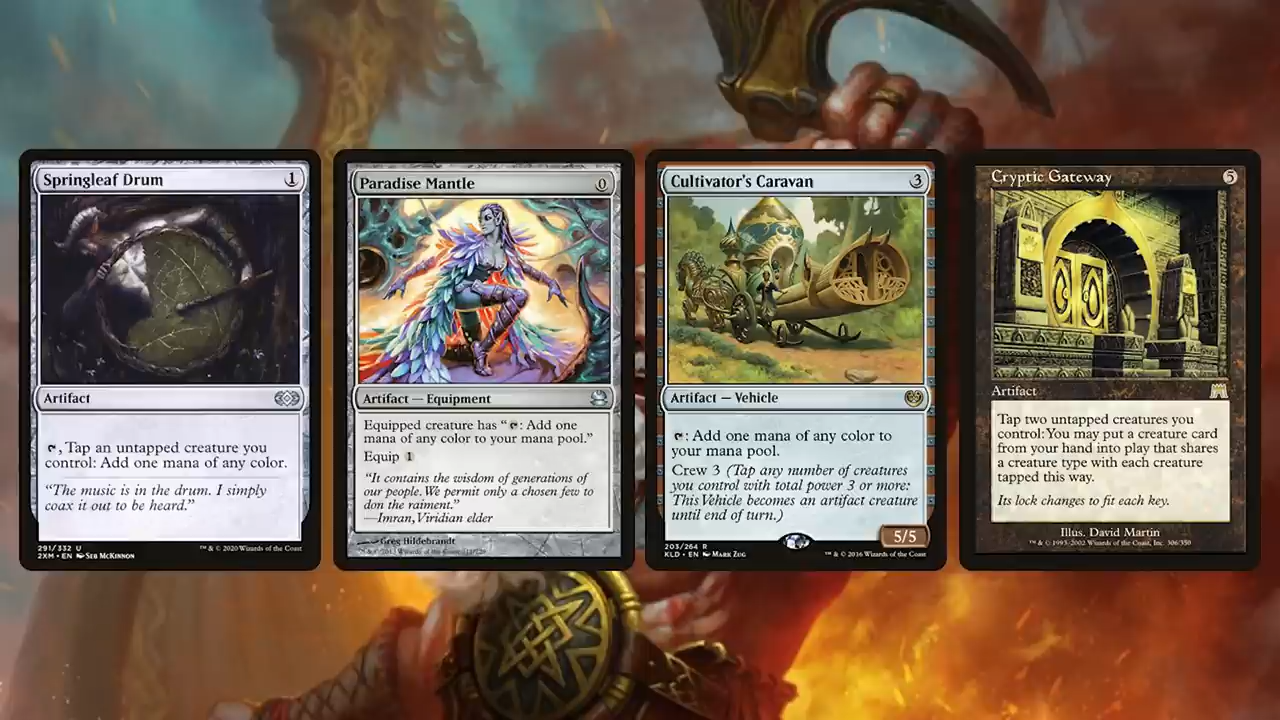 Springleaf Drum 1
Artifact
, Tap an untapped creature you
control: Add one mana of any color.
“The music is in the drum. I simply
coax it out to be heard.”
291/332 U
2XM • EN Seb McKinnon
™ & © 2020 Wizards of the Coast
Paradise Mantle 0
Artifact — Equipment
Equipped creature has “: Add one
mana of any color to your mana pool.”
Equip 1
“It contains the wisdom of generations of
our people. We permit only a chosen few to
don the raiment.”
—Imran, Viridian elder
Greg Hildebrandt
Wizards of the Coast
Cultivator's Caravan 3
Artifact — Vehicle
: Add one mana of any color to
your mana pool.
Crew 3 (Tap any number of creatures
you control with total power 3 or more:
This Vehicle becomes an artifact creature
until end of turn.)
5/5
203/264 R
KLD • EN Mark Zug
™ & © 2016 Wizards of the Coast
Cryptic Gateway 5
Artifact
Tap two untapped creatures you
control: You may put a creature card
from your hand into play that shares
a creature type with each creature
tapped this way.
Its lock changes to fit each key.
Illus. David Martin
™ & © 1993–2002 Wizards of the Coast, Inc. 306/350